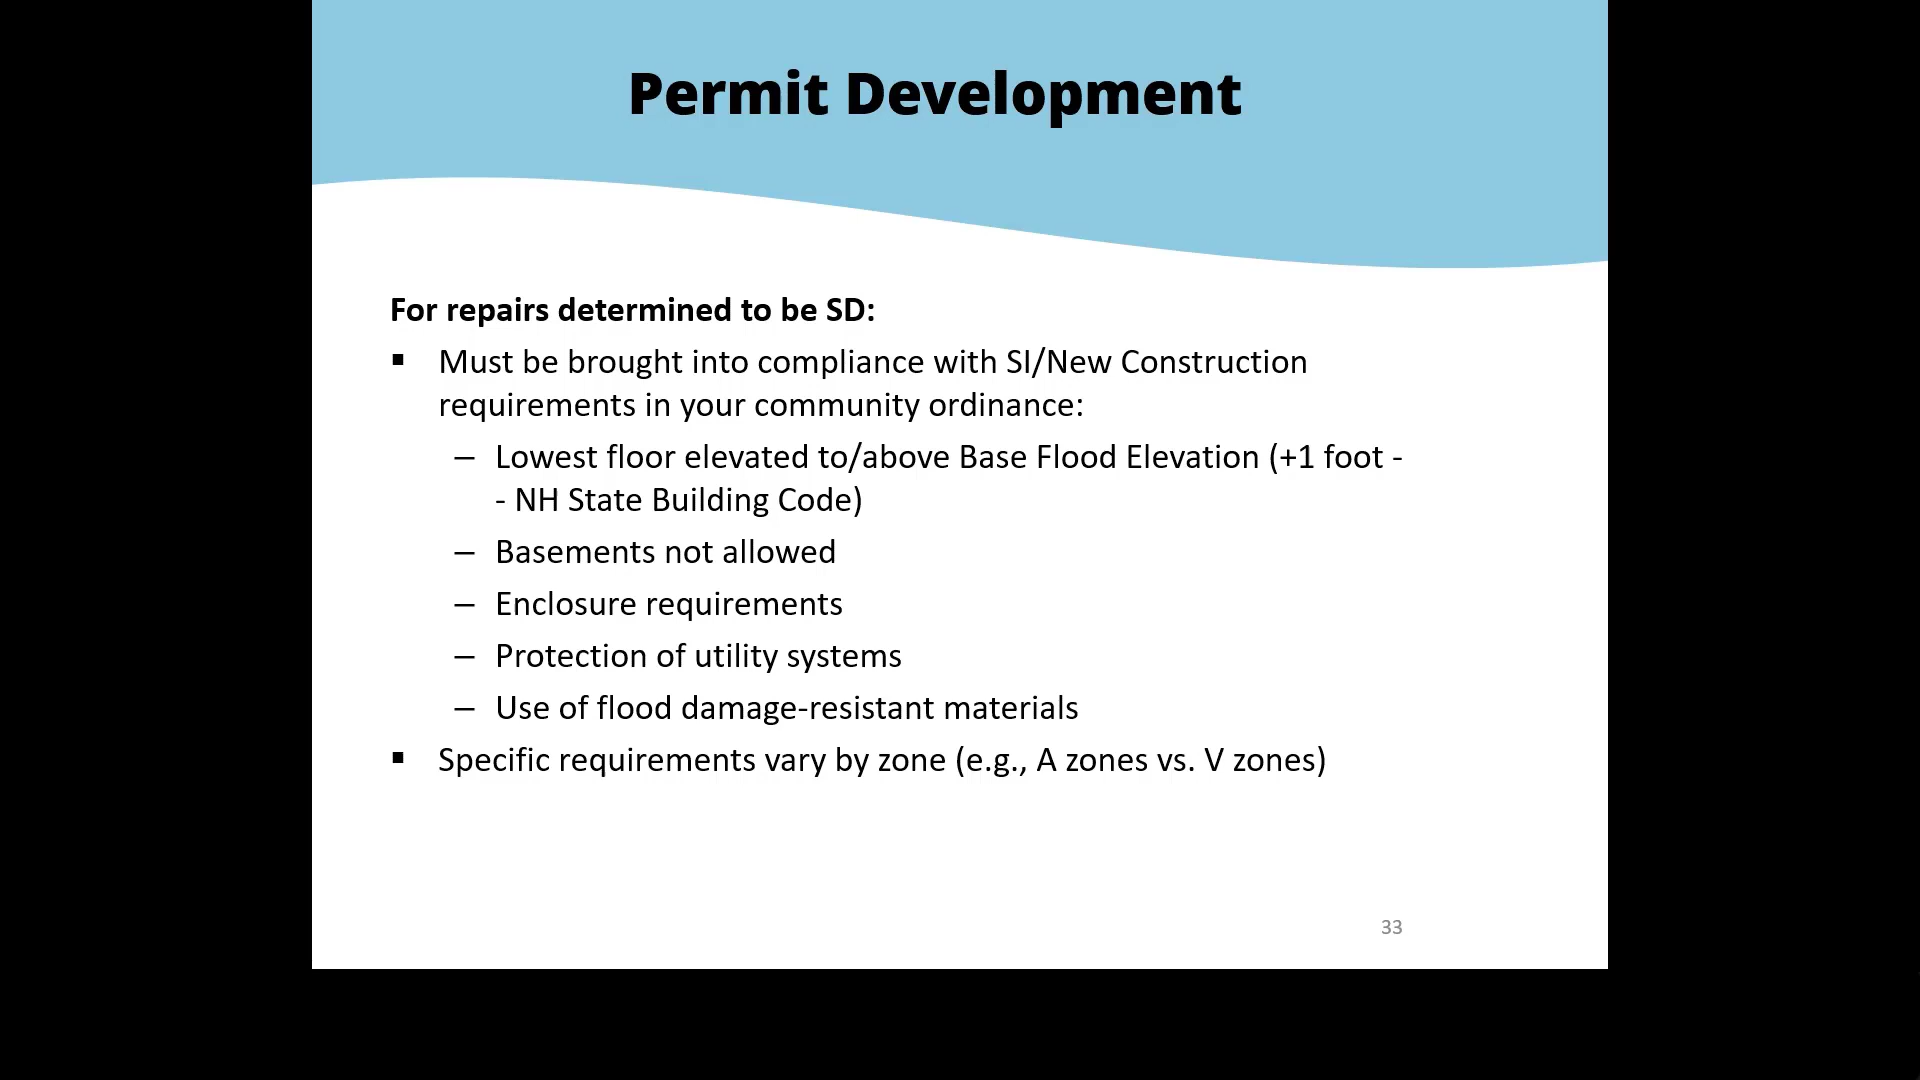 Permit Development
For repairs determined to be SD:
▪ Must be brought into compliance with SI/New Construction
requirements in your community ordinance:
– Lowest floor elevated to/above Base Flood Elevation (+1 foot -
- NH State Building Code)
– Basements not allowed
– Enclosure requirements
– Protection of utility systems
– Use of flood damage-resistant materials
▪ Specific requirements vary by zone (e.g., A zones vs. V zones)
33